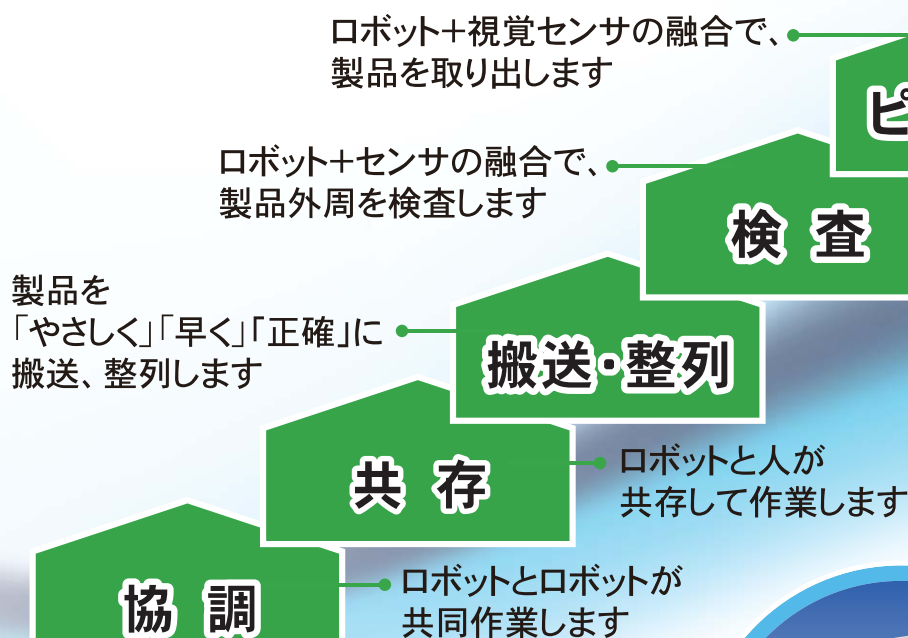 ロボット＋視覚センサの融合で、
製品を取り出します
ピ
ロボット＋センサの融合で、
製品外周を検査します
検 査
製品を
「やさしく」「早く」「正確」に
搬送、整列します
搬送・整列
共 存
ロボットと人が
共存して作業します
協 調
ロボットとロボットが
共同作業します